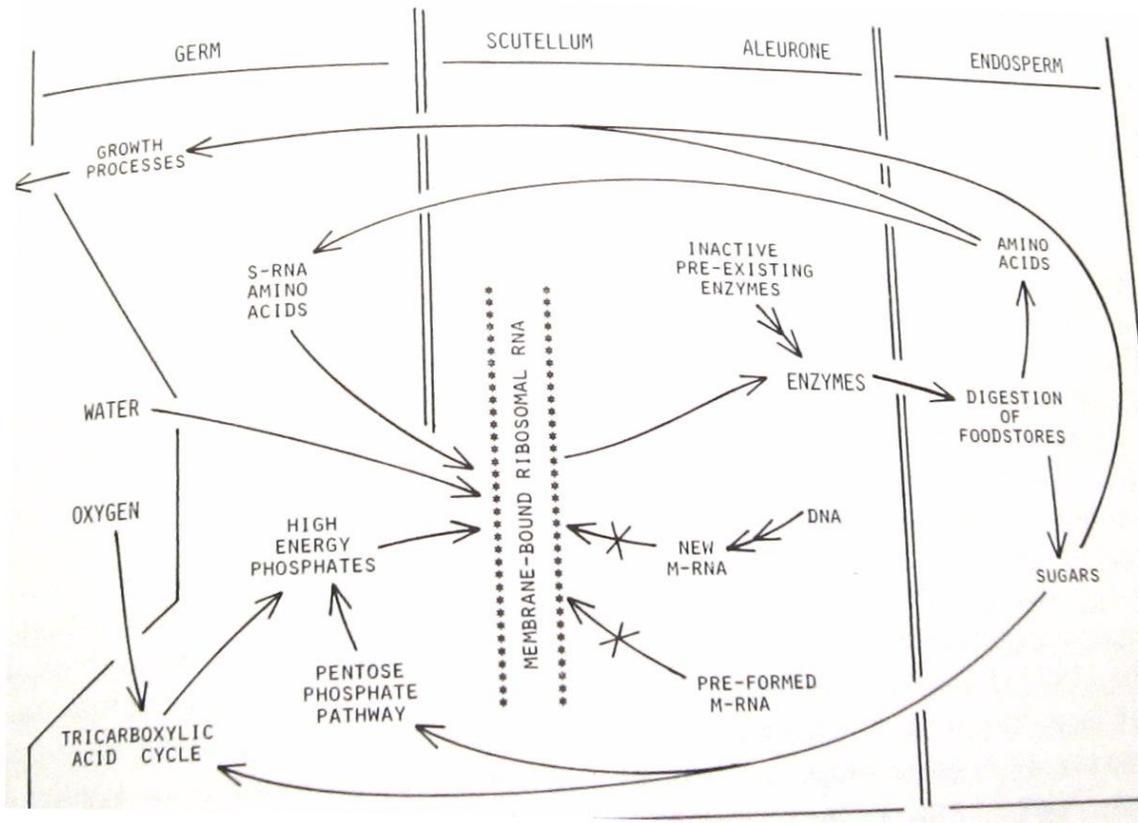 GERM
SCUTELLUM
ALEURONE
ENDOSPERM
GROWTH
PROCESSES
S-RNA
AMINO
ACIDS
INACTIVE
PRE-EXISTING
ENZYMES
AMINO
ACIDS
WATER
ENZYMES
DIGESTION
OF
FOODSTORES
OXYGEN
HIGH
ENERGY
PHOSPHATES
MEMBRANE-BOUND RIBOSOMAL RNA
DNA
NEW
M-RNA
SUGARS
PENTOSE
PHOSPHATE
PATHWAY
PRE-FORMED
M-RNA
TRICARBOXYLIC
ACID CYCLE